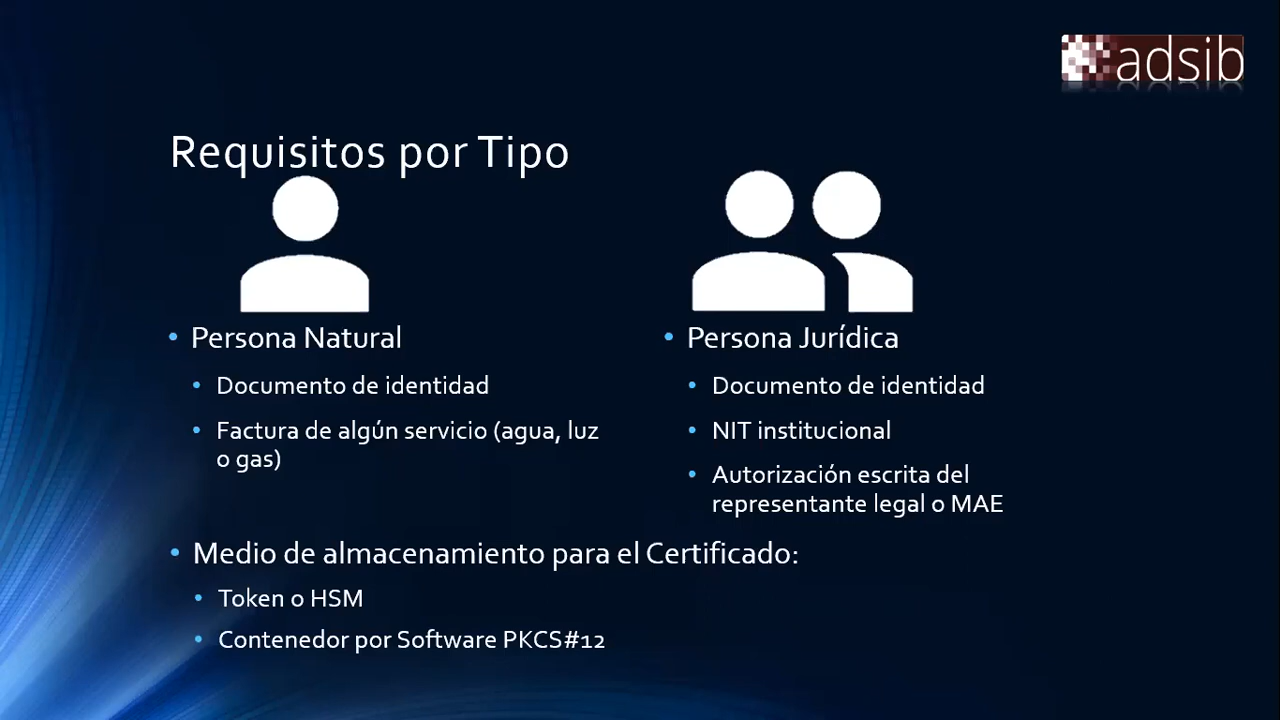 adsib
Requisitos por Tipo
• Persona Natural
• Documento de identidad
• Factura de algún servicio (agua, luz
o gas)
• Persona Jurídica
• Documento de identidad
• NIT institucional
• Autorización escrita del
representante legal o MAE
• Medio de almacenamiento para el Certificado:
• Token o HSM
• Contenedor por Software PKCS#12